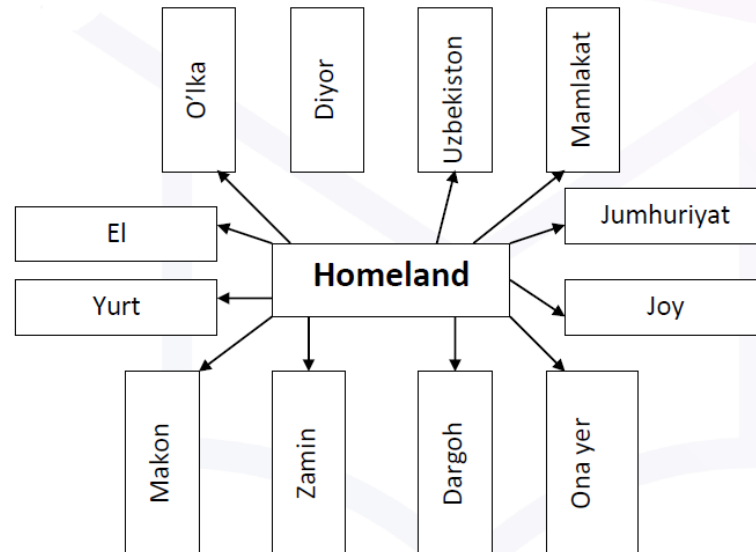 O'lka
Diyor
Uzbekiston
Mamlakat
El
Jumhuriyat
Homeland
Yurt
Joy
Makon
Zamin
Dargoh
Ona yer